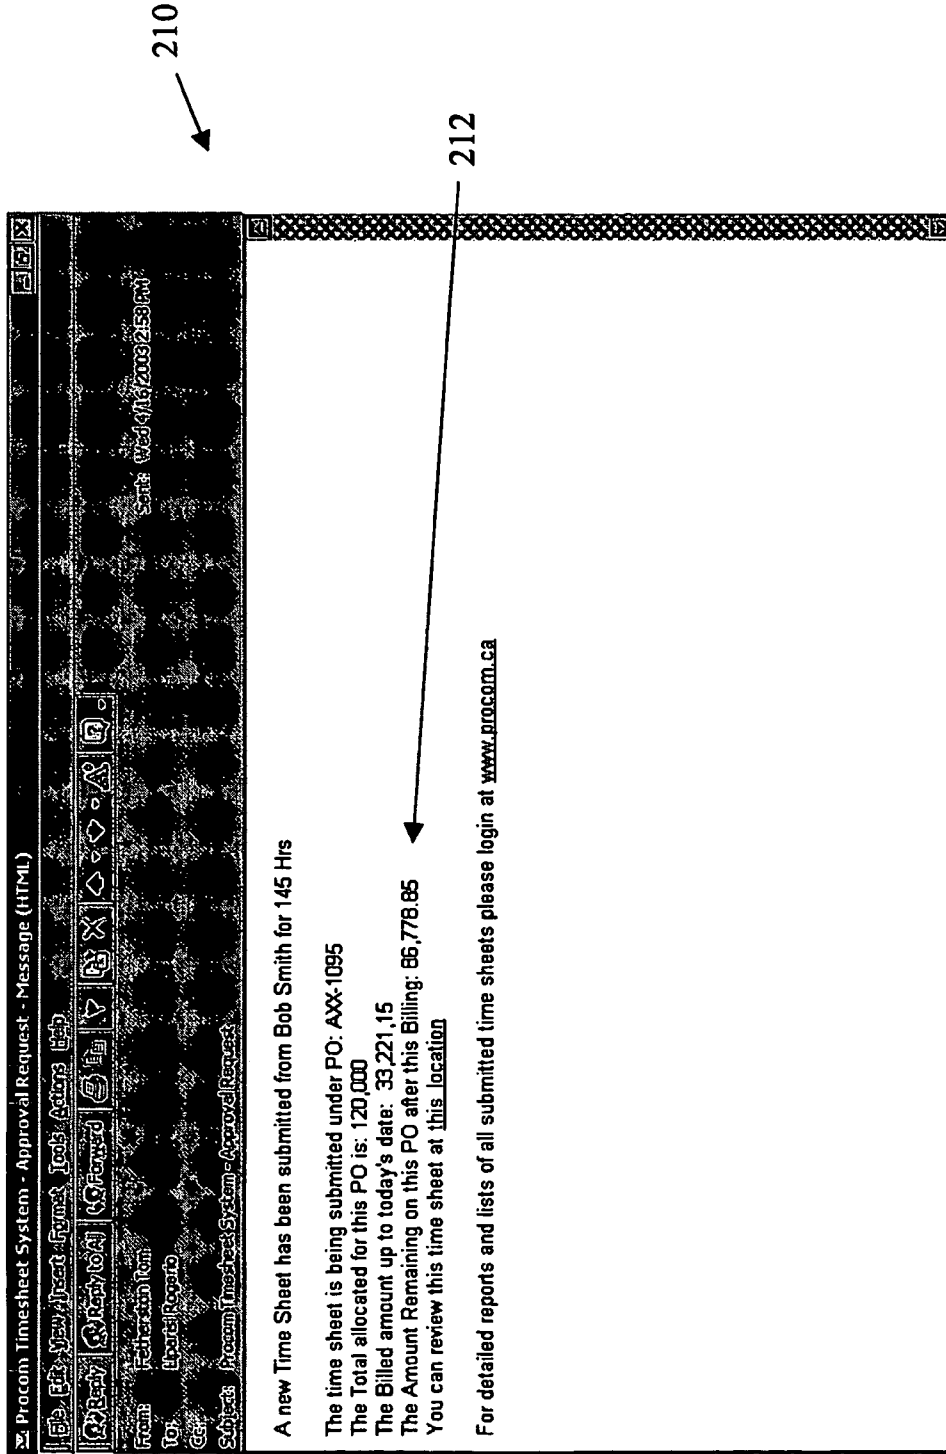 Procom Timesheet System - Approval Request - Message (HTML)
File Edit View Insert Format Tools Actions Help
Reply Reply to All Forward
From: Fetherston Tom
Sent: Wed 4/16/2003 2:58 PM
To: Rogerio
Cc:
Subject: Procom Timesheet System - Approval Request
A new Time Sheet has been submitted from Bob Smith for 145 Hrs
The time sheet is being submitted under PO: AXX-1095
The Total allocated for this PO is: 120,000
The Billed amount up to today's date: 33,221,15
The Amount Remaining on this PO after this Billing: 86,778.85
You can review this time sheet at this location
For detailed reports and lists of all submitted time sheets please login at www.procom.ca
210
212